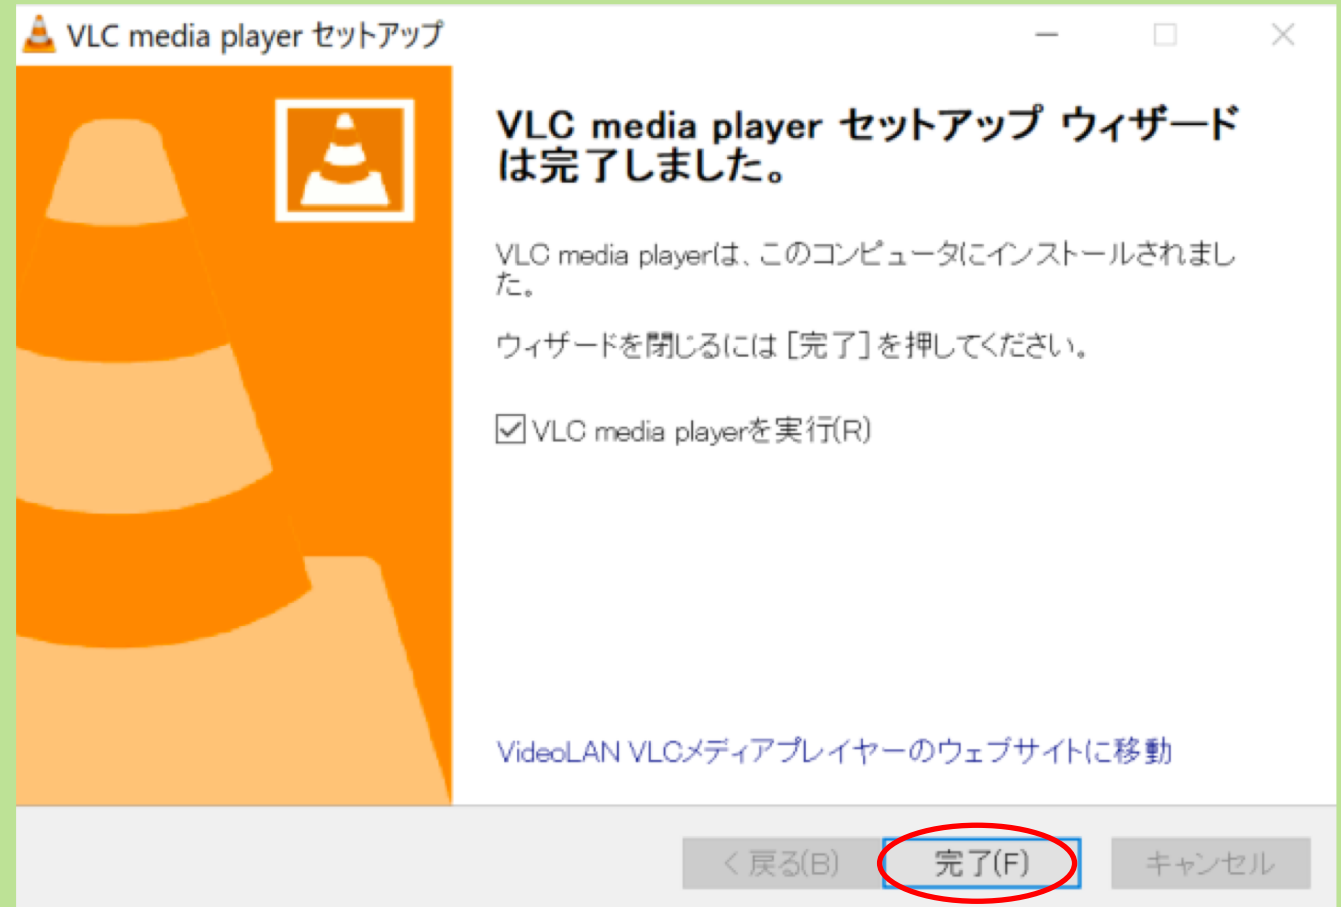 VLC media player セットアップ
VLC media player セットアップ ウィザード
は完了しました。
VLC media playerは、このコンピュータにインストールされまし
た。
ウィザードを閉じるには [完了] を押してください。
VLC media playerを実行(R)
VideoLAN VLCメディアプレイヤーのウェブサイトに移動
< 戻る(B) 完了(F) キャンセル